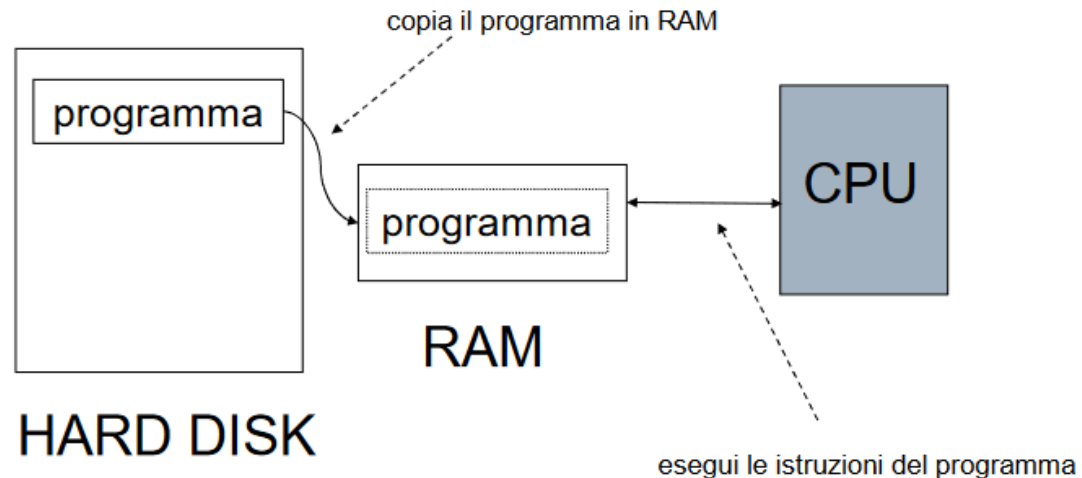 copia il programma in RAM
programma
programma
CPU
RAM
HARD DISK
esegui le istruzioni del programma